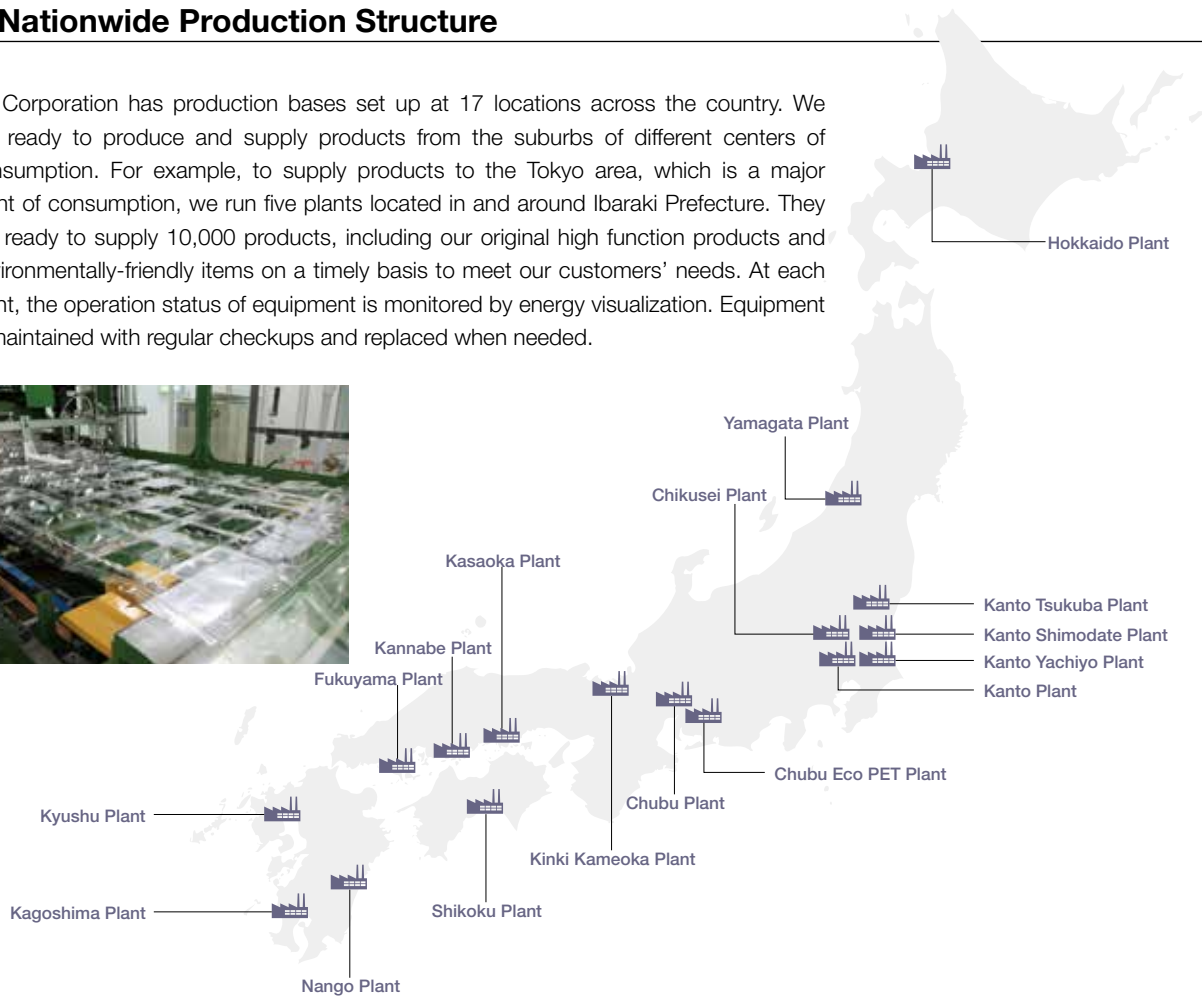 Nationwide Production Structure
Corporation has production bases set up at 17 locations across the country. We
ready to produce and supply products from the suburbs of different centers of
nsumption. For example, to supply products to the Tokyo area, which is a major
nt of consumption, we run five plants located in and around Ibaraki Prefecture. They
ready to supply 10,000 products, including our original high function products and
vironmentally-friendly items on a timely basis to meet our customers’ needs. At each
nt, the operation status of equipment is monitored by energy visualization. Equipment
maintained with regular checkups and replaced when needed.
Hokkaido Plant
Yamagata Plant
Chikusei Plant
Kasaoka Plant
Kanto Tsukuba Plant
Kanto Shimodate Plant
Kannabe Plant
Kanto Yachiyo Plant
Fukuyama Plant
Kanto Plant
Chubu Eco PET Plant
Chubu Plant
Kyushu Plant
Kinki Kameoka Plant
Kagoshima Plant
Shikoku Plant
Nango Plant